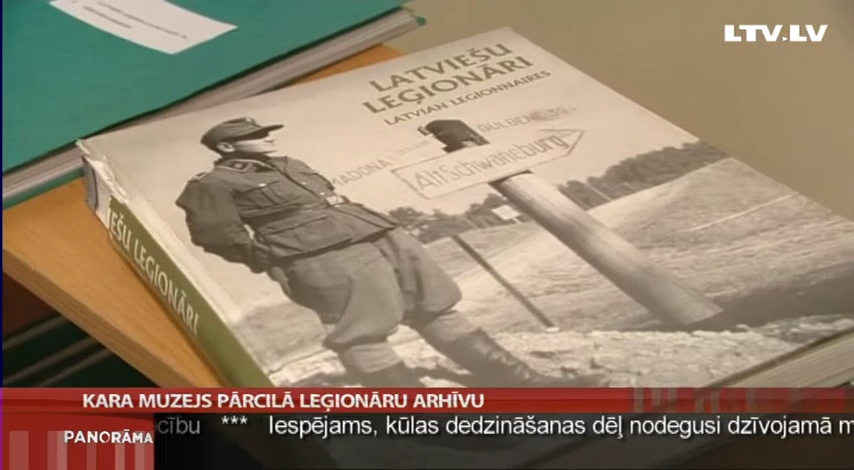 LTV.LV
LATVIEŠU
LEĢIONĀRI
LATVIAN LEGIONNAIRES
GULBENE
MADONA
AltSchwaneburg
LEĢIONĀRI
KARA MUZEJS PĀRCILĀ LEĢIONĀRU ARHĪVU
PANORĀMA
cību *** Iespējams, kūlas dedzināšanas dēļ nodegusi dzīvojamā m